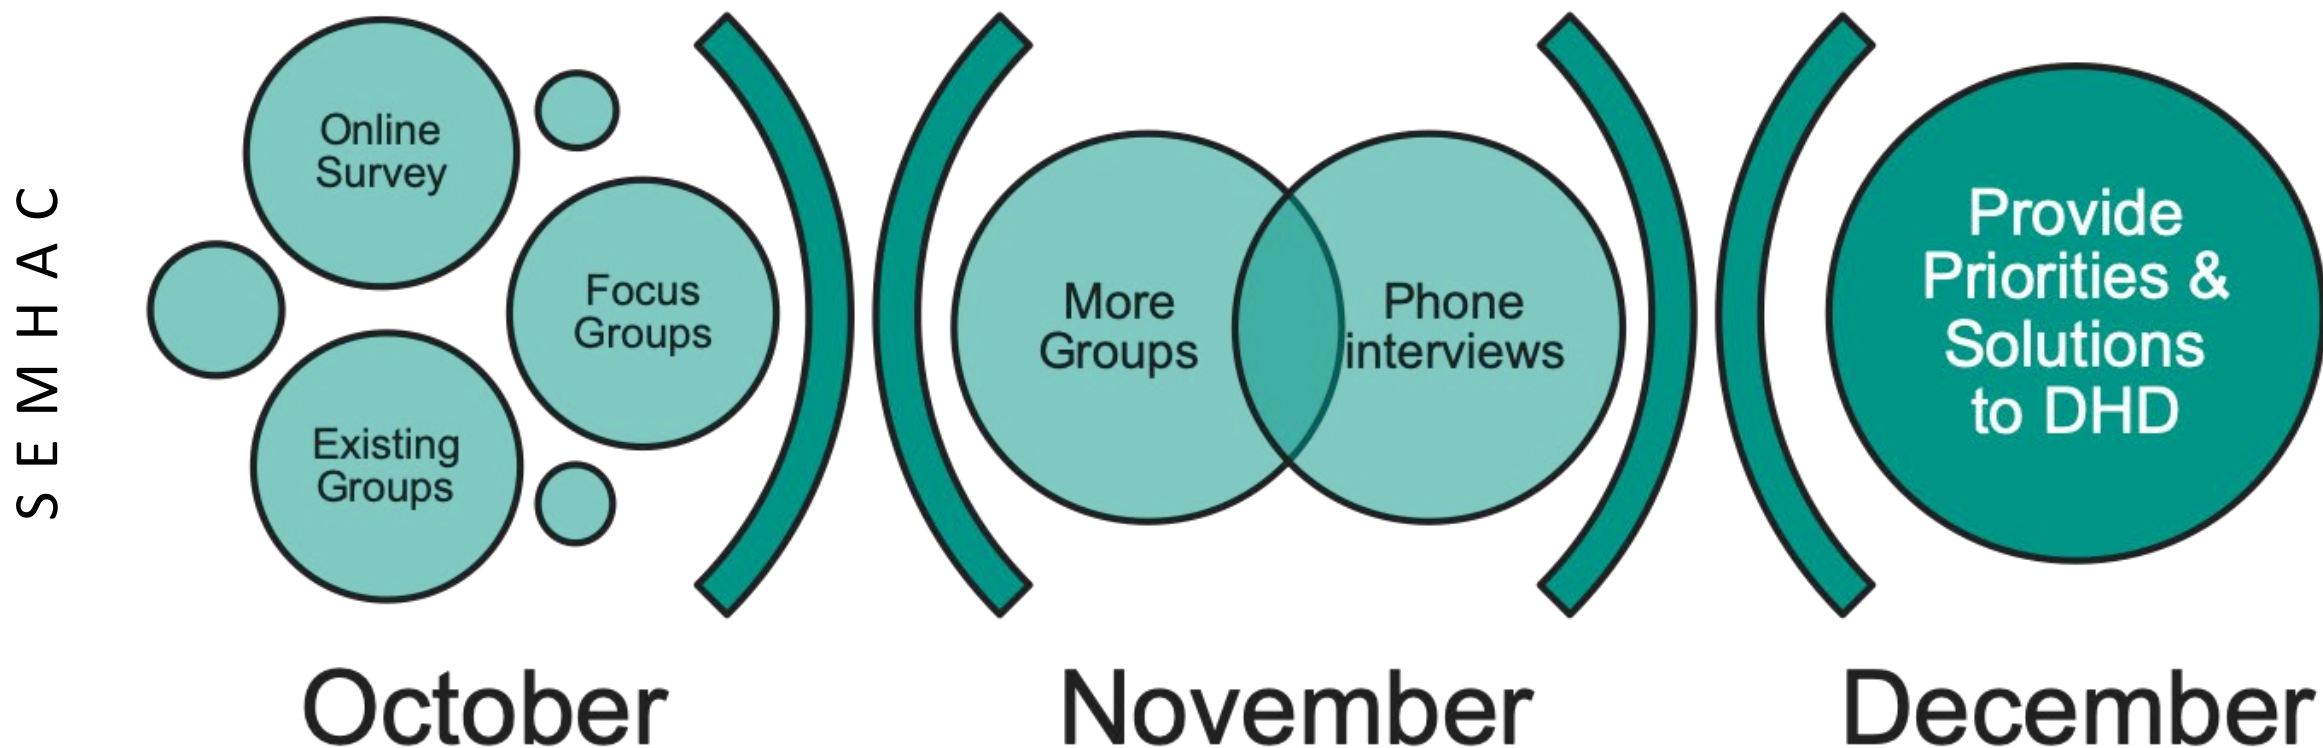 SEMHAC
Online
Survey
Focus
Groups
Existing
Groups
More
Groups
Phone
interviews
Provide
Priorities &
Solutions
to DHD
October
November
December